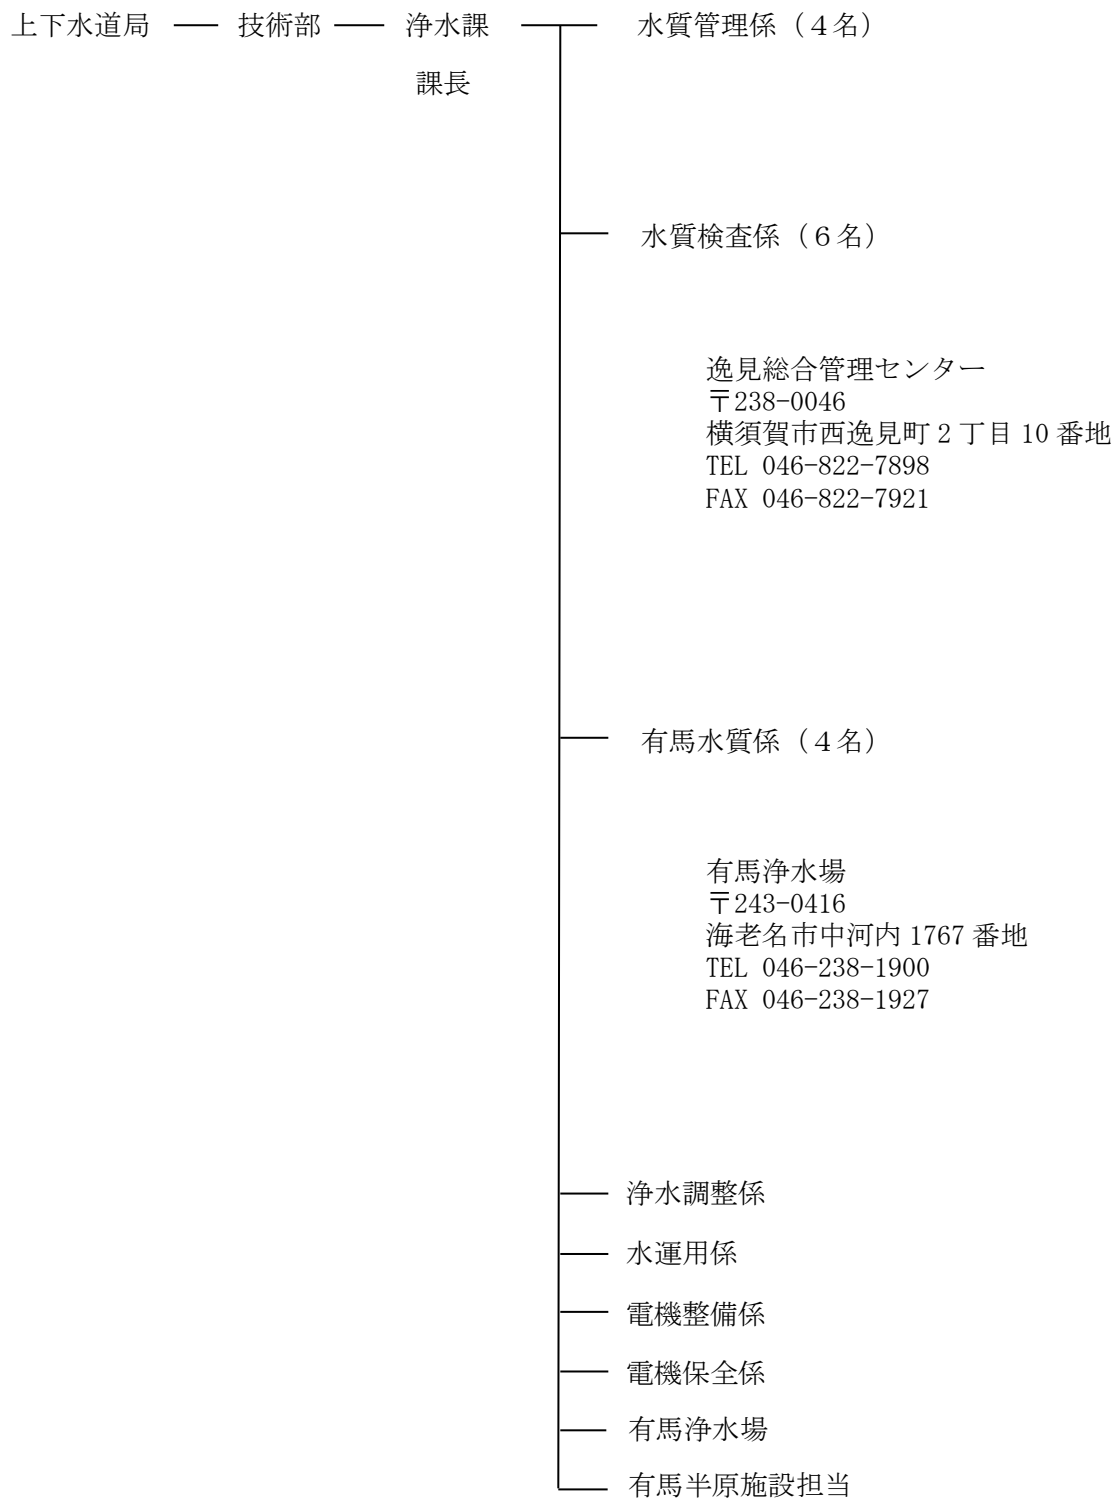 上下水道局 技術部 浄水課 水質管理係（４名）
課長
水質検査係（６名）
逸見総合管理センター
〒238-0046
横須賀市西逸見町 2 丁目 10 番地
TEL 046-822-7898
FAX 046-822-7921
有馬水質係（４名）
有馬浄水場
〒243-0416
海老名市中河内 1767 番地
TEL 046-238-1900
FAX 046-238-1927
浄水調整係
水運用係
電機整備係
電機保全係
有馬浄水場
有馬半原施設担当